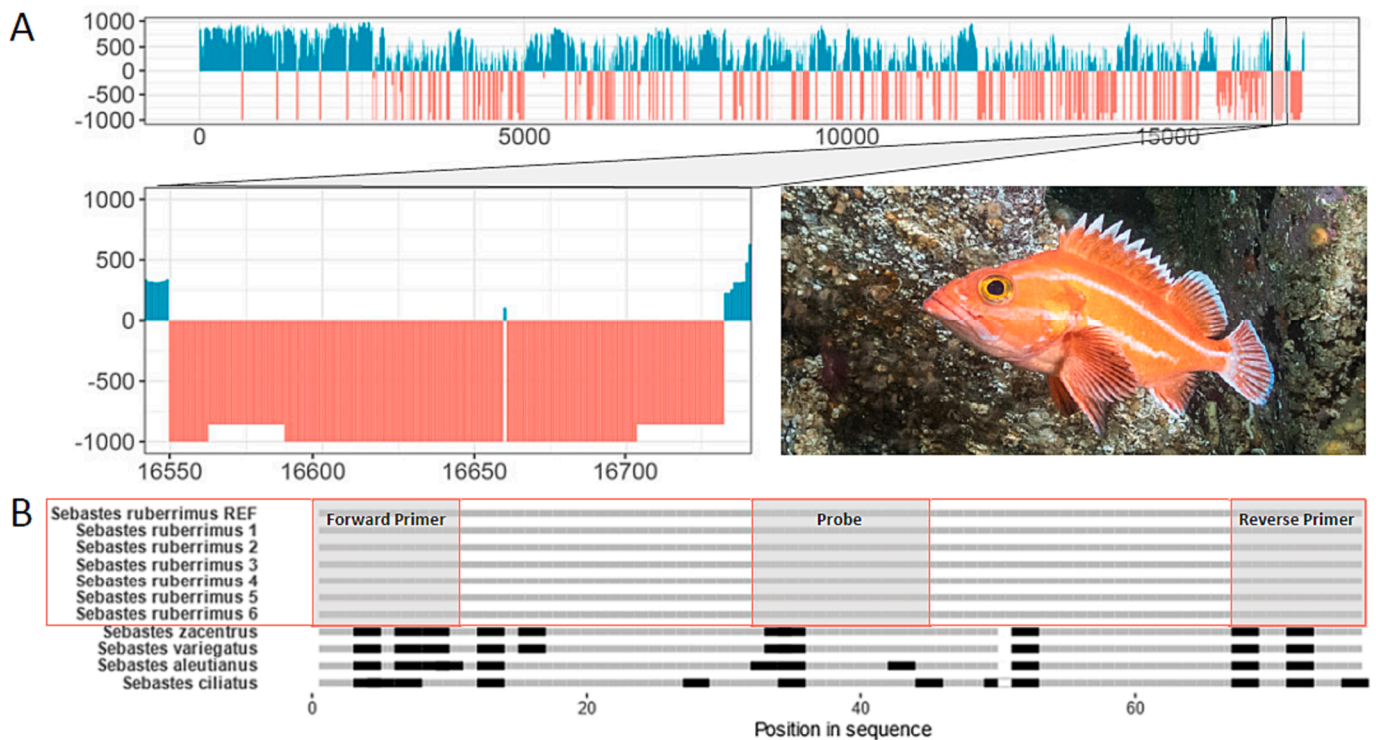 A
1000
500
0
-500
-1000
0 5000 10000 15000
1000
500
0
-500
-1000
16550 16600 16650 16700
B
Sebastes ruberrimus REF
Sebastes ruberrimus 1
Sebastes ruberrimus 2
Sebastes ruberrimus 3
Sebastes ruberrimus 4
Sebastes ruberrimus 5
Sebastes ruberrimus 6
Sebastes zacentrus
Sebastes variegatus
Sebastes aleutianus
Sebastes ciliatus
Forward Primer Probe Reverse Primer
0 20 40 60
Position in sequence